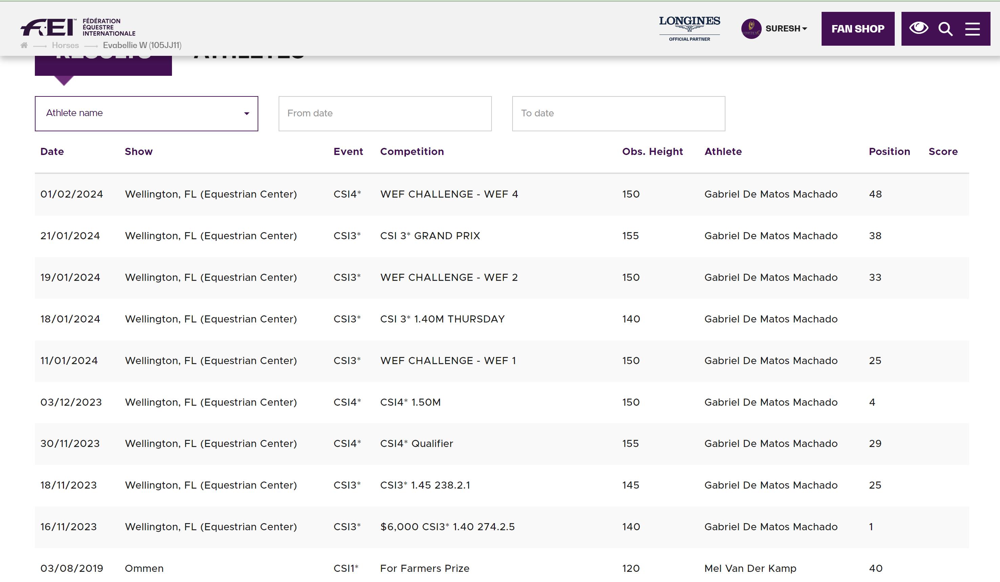 FEI™ FÉDÉRATION
ÉQUESTRE
INTERNATIONALE
LONGINES
OFFICIAL PARTNER
SURESH
FAN SHOP
Horses Evabellie W (105JJ11)
RESULTS ATHLETES
Athlete name From date To date
Date Show Event Competition Obs. Height Athlete Position Score
01/02/2024 Wellington, FL (Equestrian Center) CSI4* WEF CHALLENGE - WEF 4 150 Gabriel De Matos Machado 48
21/01/2024 Wellington, FL (Equestrian Center) CSI3* CSI 3* GRAND PRIX 155 Gabriel De Matos Machado 38
19/01/2024 Wellington, FL (Equestrian Center) CSI3* WEF CHALLENGE - WEF 2 150 Gabriel De Matos Machado 33
18/01/2024 Wellington, FL (Equestrian Center) CSI3* CSI 3* 1.40M THURSDAY 140 Gabriel De Matos Machado
11/01/2024 Wellington, FL (Equestrian Center) CSI3* WEF CHALLENGE - WEF 1 150 Gabriel De Matos Machado 25
03/12/2023 Wellington, FL (Equestrian Center) CSI4* CSI4* 1.50M 150 Gabriel De Matos Machado 4
30/11/2023 Wellington, FL (Equestrian Center) CSI4* CSI4* Qualifier 155 Gabriel De Matos Machado 29
18/11/2023 Wellington, FL (Equestrian Center) CSI3* CSI3* 1.45 238.2.1 145 Gabriel De Matos Machado 25
16/11/2023 Wellington, FL (Equestrian Center) CSI3* $6,000 CSI3* 1.40 274.2.5 140 Gabriel De Matos Machado 1
03/08/2019 Ommen CSI1* For Farmers Prize 120 Mel Van Der Kamp 40